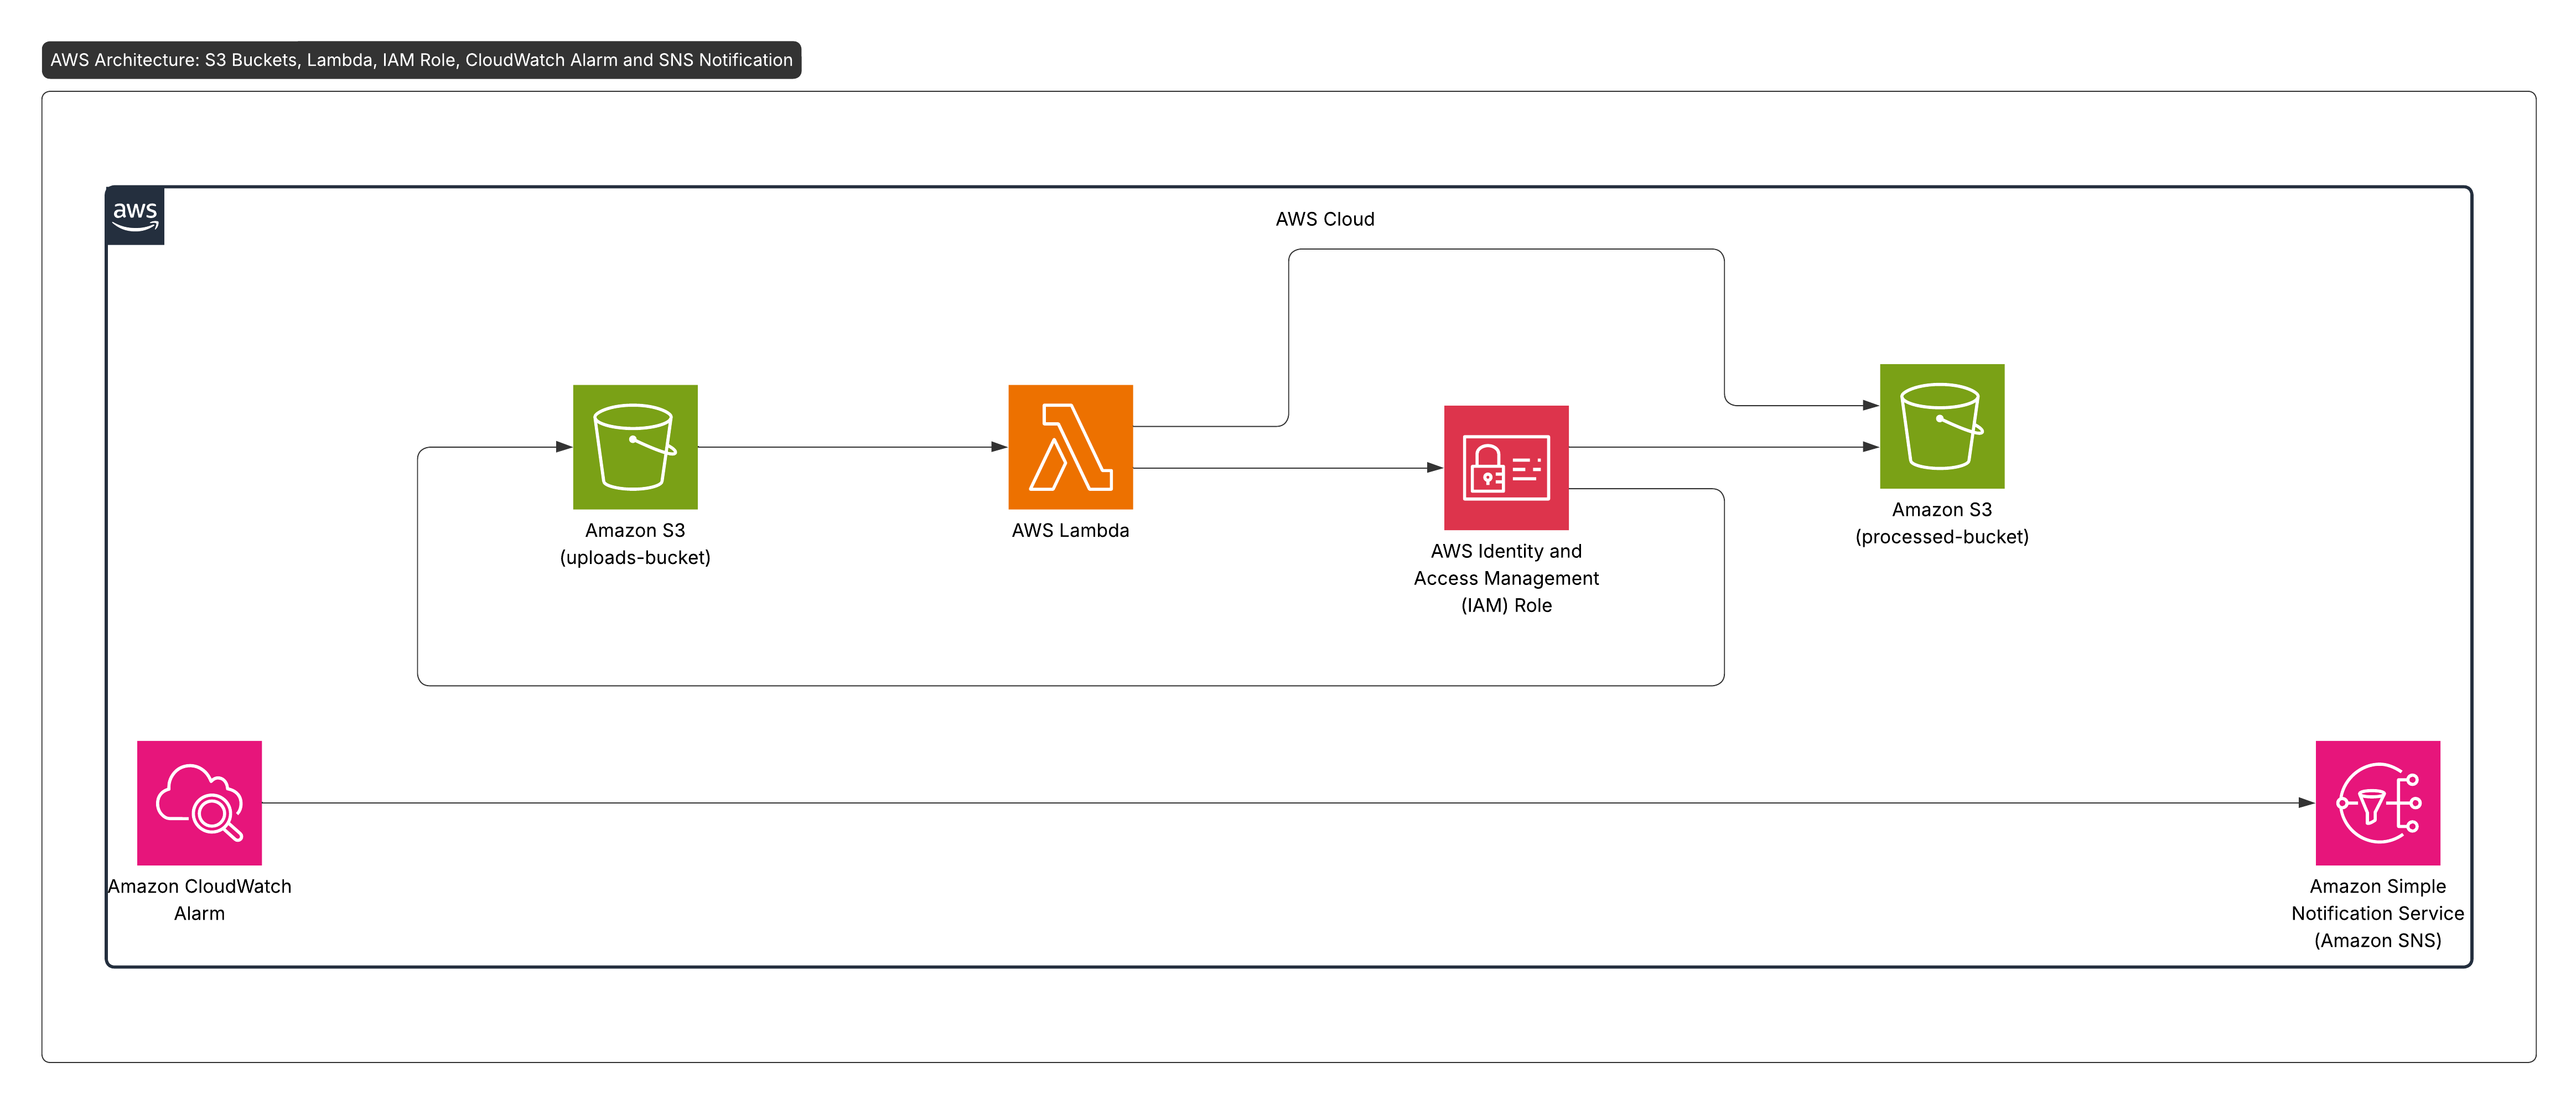 AWS Architecture: S3 Buckets, Lambda, IAM Role, CloudWatch Alarm and SNS Notification
aws
AWS Cloud
Amazon S3
(uploads-bucket)
AWS Lambda
AWS Identity and
Access Management
(IAM) Role
Amazon S3
(processed-bucket)
Amazon CloudWatch
Alarm
Amazon Simple
Notification Service
(Amazon SNS)